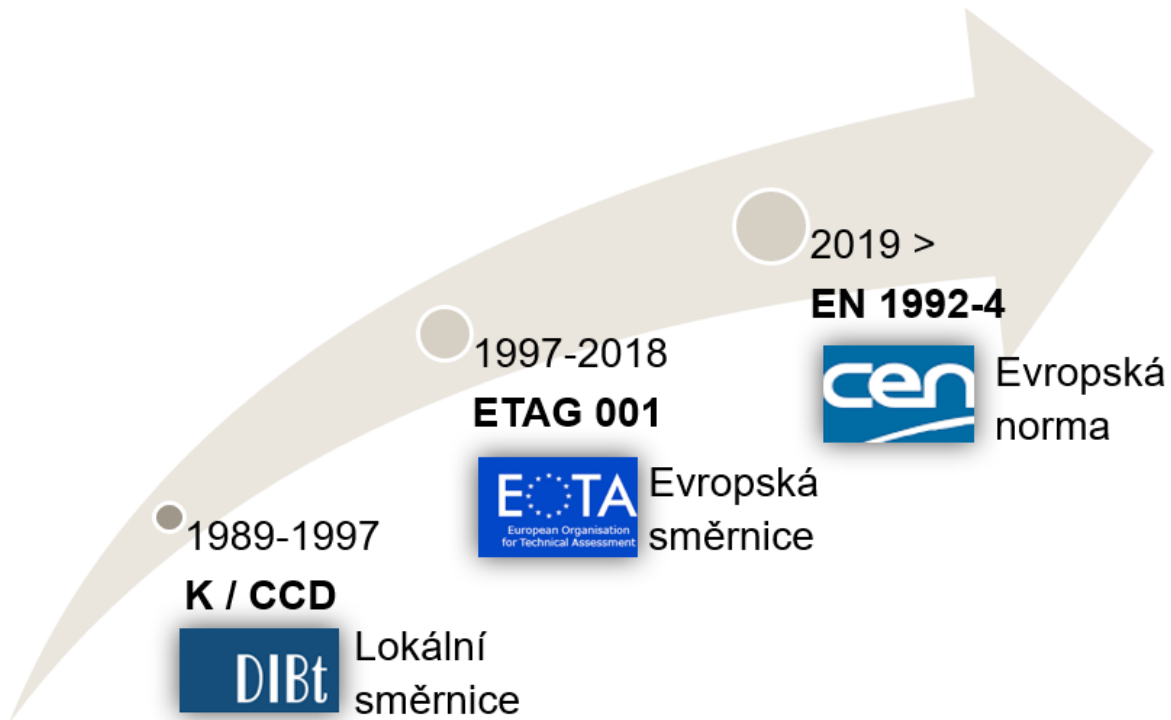 2019 >
EN 1992-4
cen
Evropská
norma
1997-2018
ETAG 001
EOTA
European Organisation
for Technical Assessment
Evropská
směrnice
1989-1997
K / CCD
DIBt
Lokální
směrnice